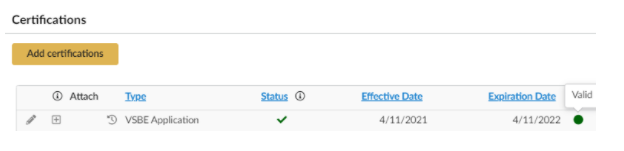 Certifications
Add certifications
Attach Type Status Effective Date Expiration Date Valid
VSBE Application 4/11/2021 4/11/2022